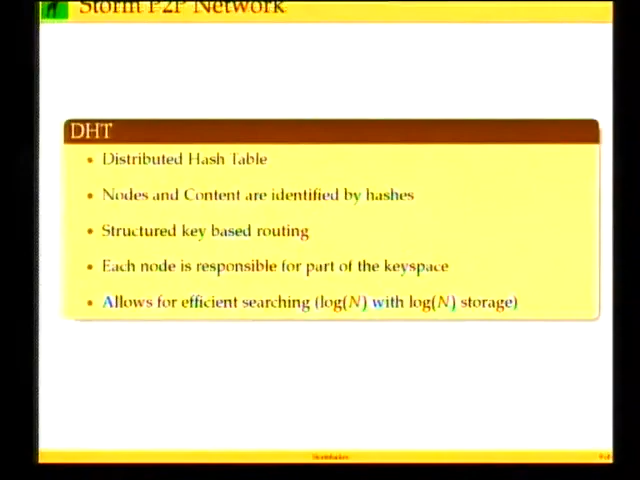 Storm P2P Network
DHT
Distributed Hash Table
Nodes and Content are identified by hashes
Structured key based routing
Each node is responsible for part of the keyspace
Allows for efficient searching (log(N) with log(N) storage)